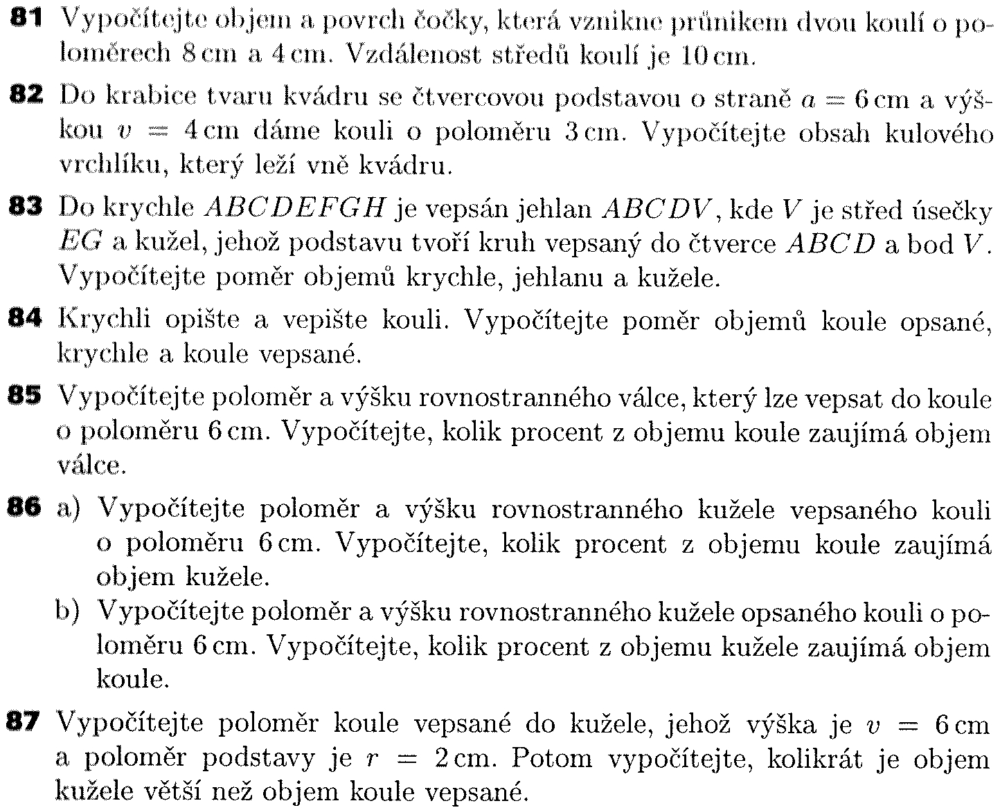 81 Vypočítejte objem a povrch čočky, která vznikne průnikem dvou koulí o po-
loměrech 8 cm a 4 cm. Vzdálenost středů koulí je 10 cm.
82 Do krabice tvaru kvádru se čtvercovou podstavou o straně a = 6 cm a výš-
kou v = 4 cm dáme kouli o poloměru 3 cm. Vypočítejte obsah kulového
vrchlíku, který leží vně kvádru.
83 Do krychle ABCDEFGH je vepsán jehlan ABCDV, kde V je střed úsečky
EG a kužel, jehož podstavu tvoří kruh vepsaný do čtverce ABCD a bod V.
Vypočítejte poměr objemů krychle, jehlanu a kužele.
84 Krychli opište a vepište kouli. Vypočítejte poměr objemů koule opsané,
krychle a koule vepsané.
85 Vypočítejte poloměr a výšku rovnostranného válce, který lze vepsat do koule
o poloměru 6 cm. Vypočítejte, kolik procent z objemu koule zaujímá objem
válce.
86 a) Vypočítejte poloměr a výšku rovnostranného kužele vepsaného kouli
o poloměru 6 cm. Vypočítejte, kolik procent z objemu koule zaujímá
objem kužele.
b) Vypočítejte poloměr a výšku rovnostranného kužele opsaného kouli o po-
loměru 6 cm. Vypočítejte, kolik procent z objemu kužele zaujímá objem
koule.
87 Vypočítejte poloměr koule vepsané do kužele, jehož výška je v = 6 cm
a poloměr podstavy je r = 2 cm. Potom vypočítejte, kolikrát je objem
kužele větší než objem koule vepsané.